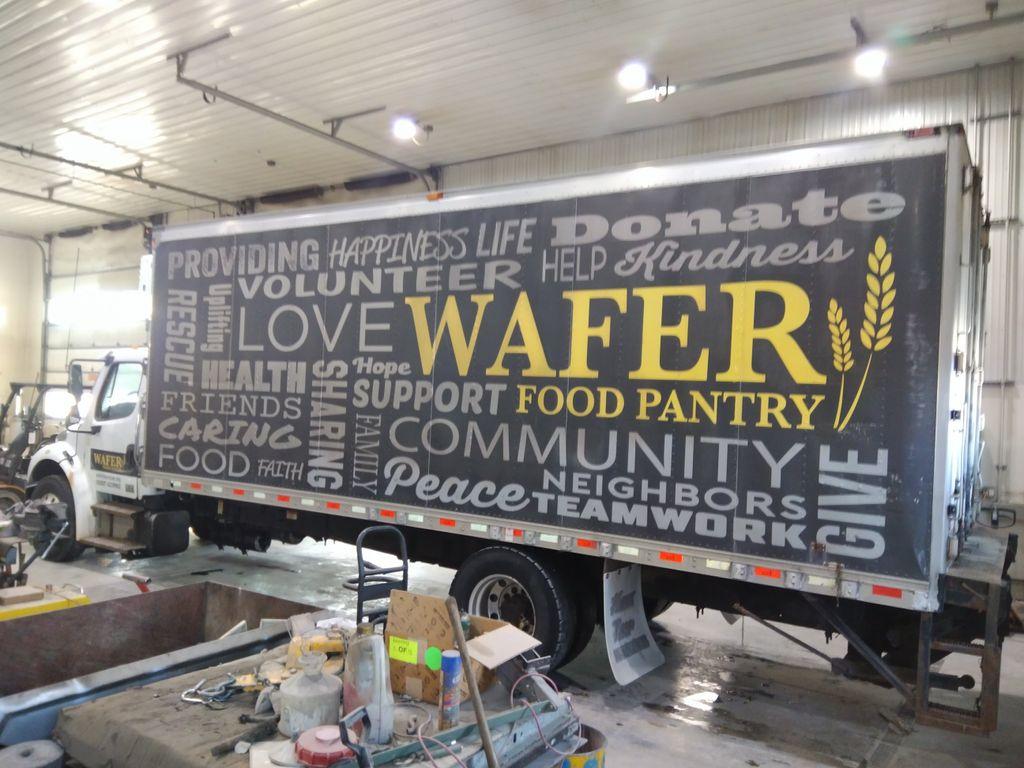 PROVIDING HAPPINESS LIFE Donate
VOLUNTEER HELP Kindness
RESCUE
Uplifting
LOVE
WAFER
FOOD PANTRY
HEALTH
SHARING
Hope
SUPPORT
FRIENDS
CARING
FOOD FAITH
FAMILY
COMMUNITY
Peace
NEIGHBORS
TEAMWORK
GIVE
WAFER
OF